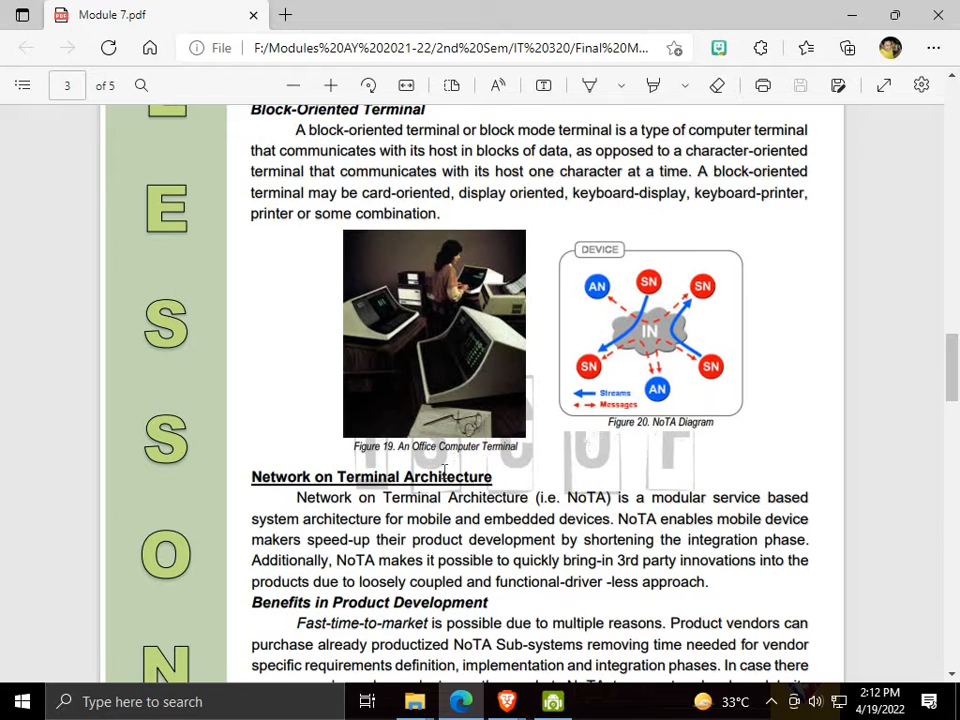 Module 7.pdf
File
F:/Modules%20AY%202021-22/2nd%20Sem/IT%20320/Final%20M...
3
of 5
Block-Oriented Terminal
A block-oriented terminal or block mode terminal is a type of computer terminal
that communicates with its host in blocks of data, as opposed to a character-oriented
terminal that communicates with its host one character at a time. A block-oriented
terminal may be card-oriented, display oriented, keyboard-display, keyboard-printer,
printer or some combination.
DEVICE
AN
SN
SN
IN
SN
SN
AN
Streams
Messages
Figure 20. NoTA Diagram
Figure 19. An Office Computer Terminal
Network on Terminal Architecture
Network on Terminal Architecture (i.e. NoTA) is a modular service based
system architecture for mobile and embedded devices. NoTA enables mobile device
makers speed-up their product development by shortening the integration phase.
Additionally, NoTA makes it possible to quickly bring-in 3rd party innovations into the
products due to loosely coupled and functional-driver -less approach.
Benefits in Product Development
Fast-time-to-market is possible due to multiple reasons. Product vendors can
purchase already productized NoTA Sub-systems removing time needed for vendor
specific requirements definition, implementation and integration phases. In case there
E
S
S
O
N
Type here to search
33°C
2:12 PM
4/19/2022